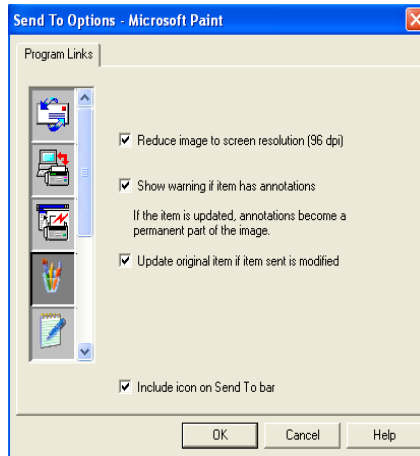 Send To Options - Microsoft Paint
Program Links
Reduce image to screen resolution (96 dpi)
Show warning if item has annotations
If the item is updated, annotations become a
permanent part of the image.
Update original item if item sent is modified
Include icon on Send To bar
OK Cancel Help